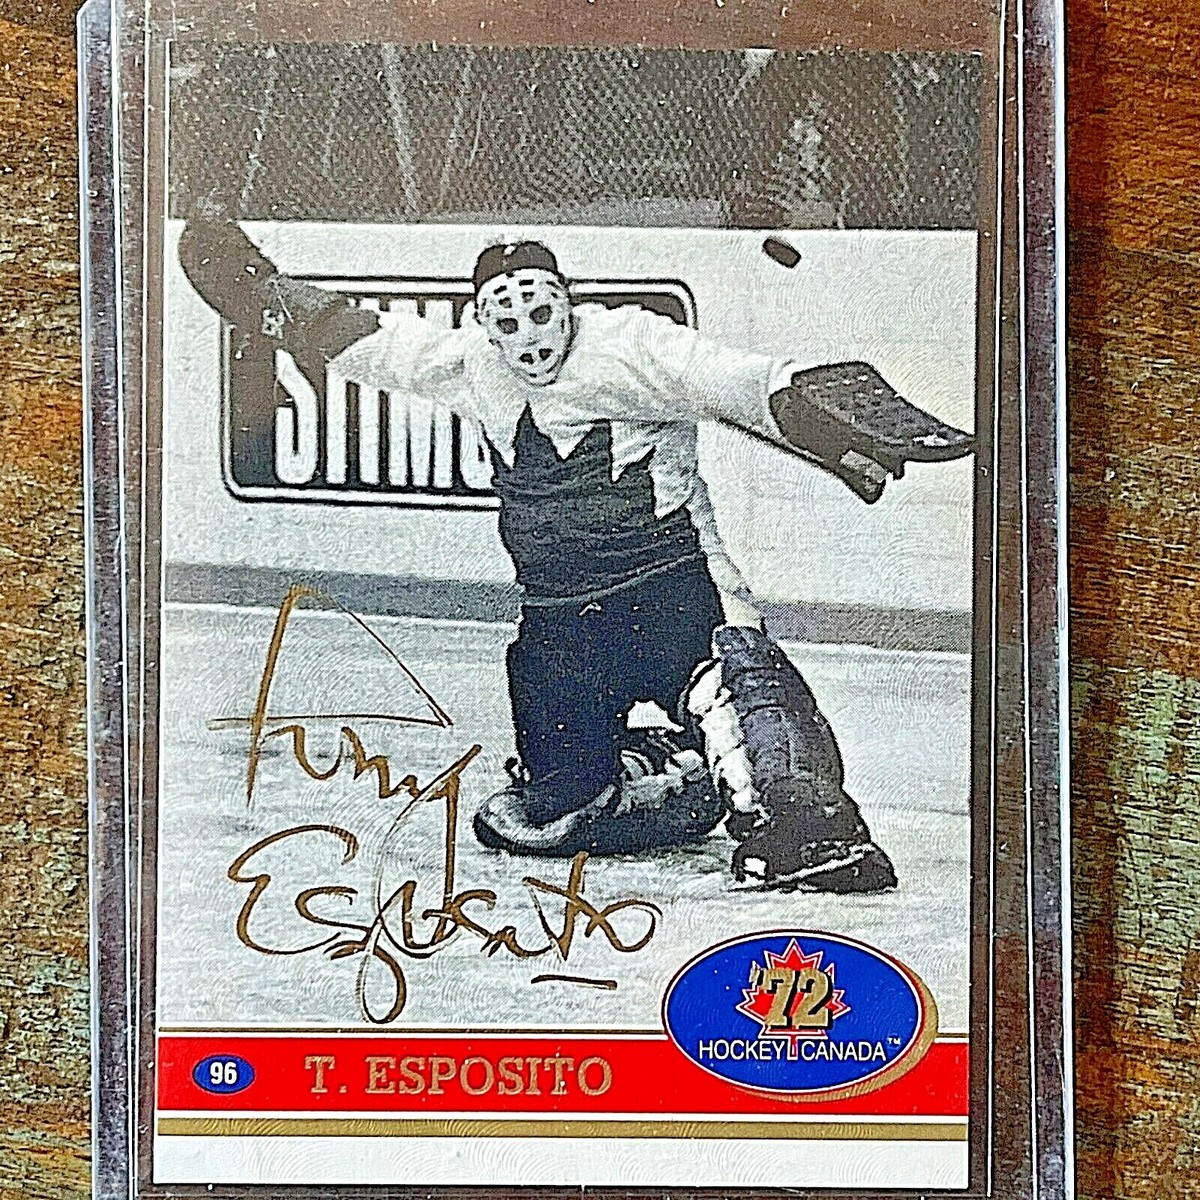 Tony
Esposito
'72
HOCKEY CANADA™
96
T. ESPOSITO